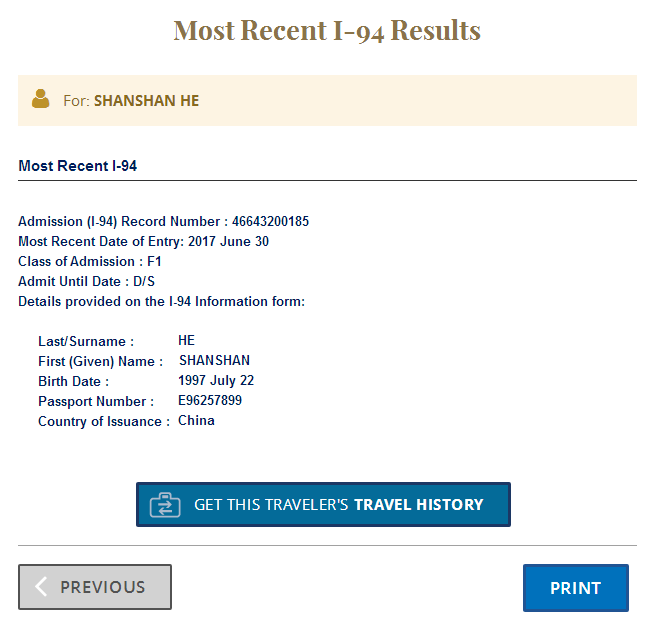 Most Recent I-94 Results
For: SHANSHAN HE
Most Recent I-94
Admission (I-94) Record Number : 46643200185
Most Recent Date of Entry: 2017 June 30
Class of Admission : F1
Admit Until Date : D/S
Details provided on the I-94 Information form:
Last/Surname : HE
First (Given) Name : SHANSHAN
Birth Date : 1997 July 22
Passport Number : E96257899
Country of Issuance : China
GET THIS TRAVELER'S TRAVEL HISTORY
PREVIOUS
PRINT